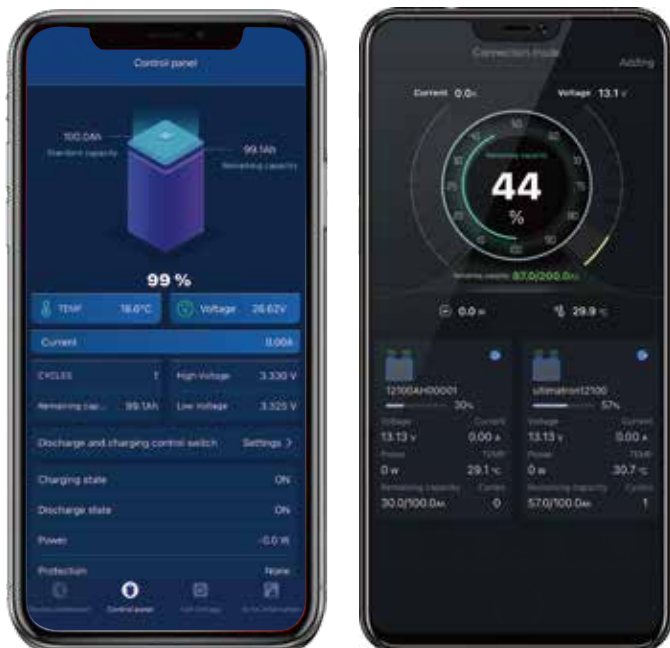 Control panel
100.0Ah
Standard capacity
99.1Ah
Remaining capacity
99 %
TEMP 18.6°C
Voltage 26.62V
Current 0.00A
CYCLES 1
High Voltage 3.330 V
Remaining cap... 99.1Ah
Low Voltage 3.325 V
Discharge and charging control switch Settings >
Charging state ON
Discharge state ON
Power -0.0 W
Protection None
Control panel
Connection mode
Adding
Current 0.0A
Voltage 13.1 V
50
40
Remaining capacity
44
%
90
100
Remaining capacity 87.0/200.0Ah
0.0 W
29.9 °C
12100AH00001
30%
Voltage Current
13.13 V 0.00 A
Power TEMP
0 W 29.1 °C
Remaining capacity Cycles
30.0/100.0Ah 0
ultimatron12100
57%
Voltage Current
13.13 V 0.00 A
Power TEMP
0 W 30.7 °C
Remaining capacity Cycles
57.0/100.0Ah 1